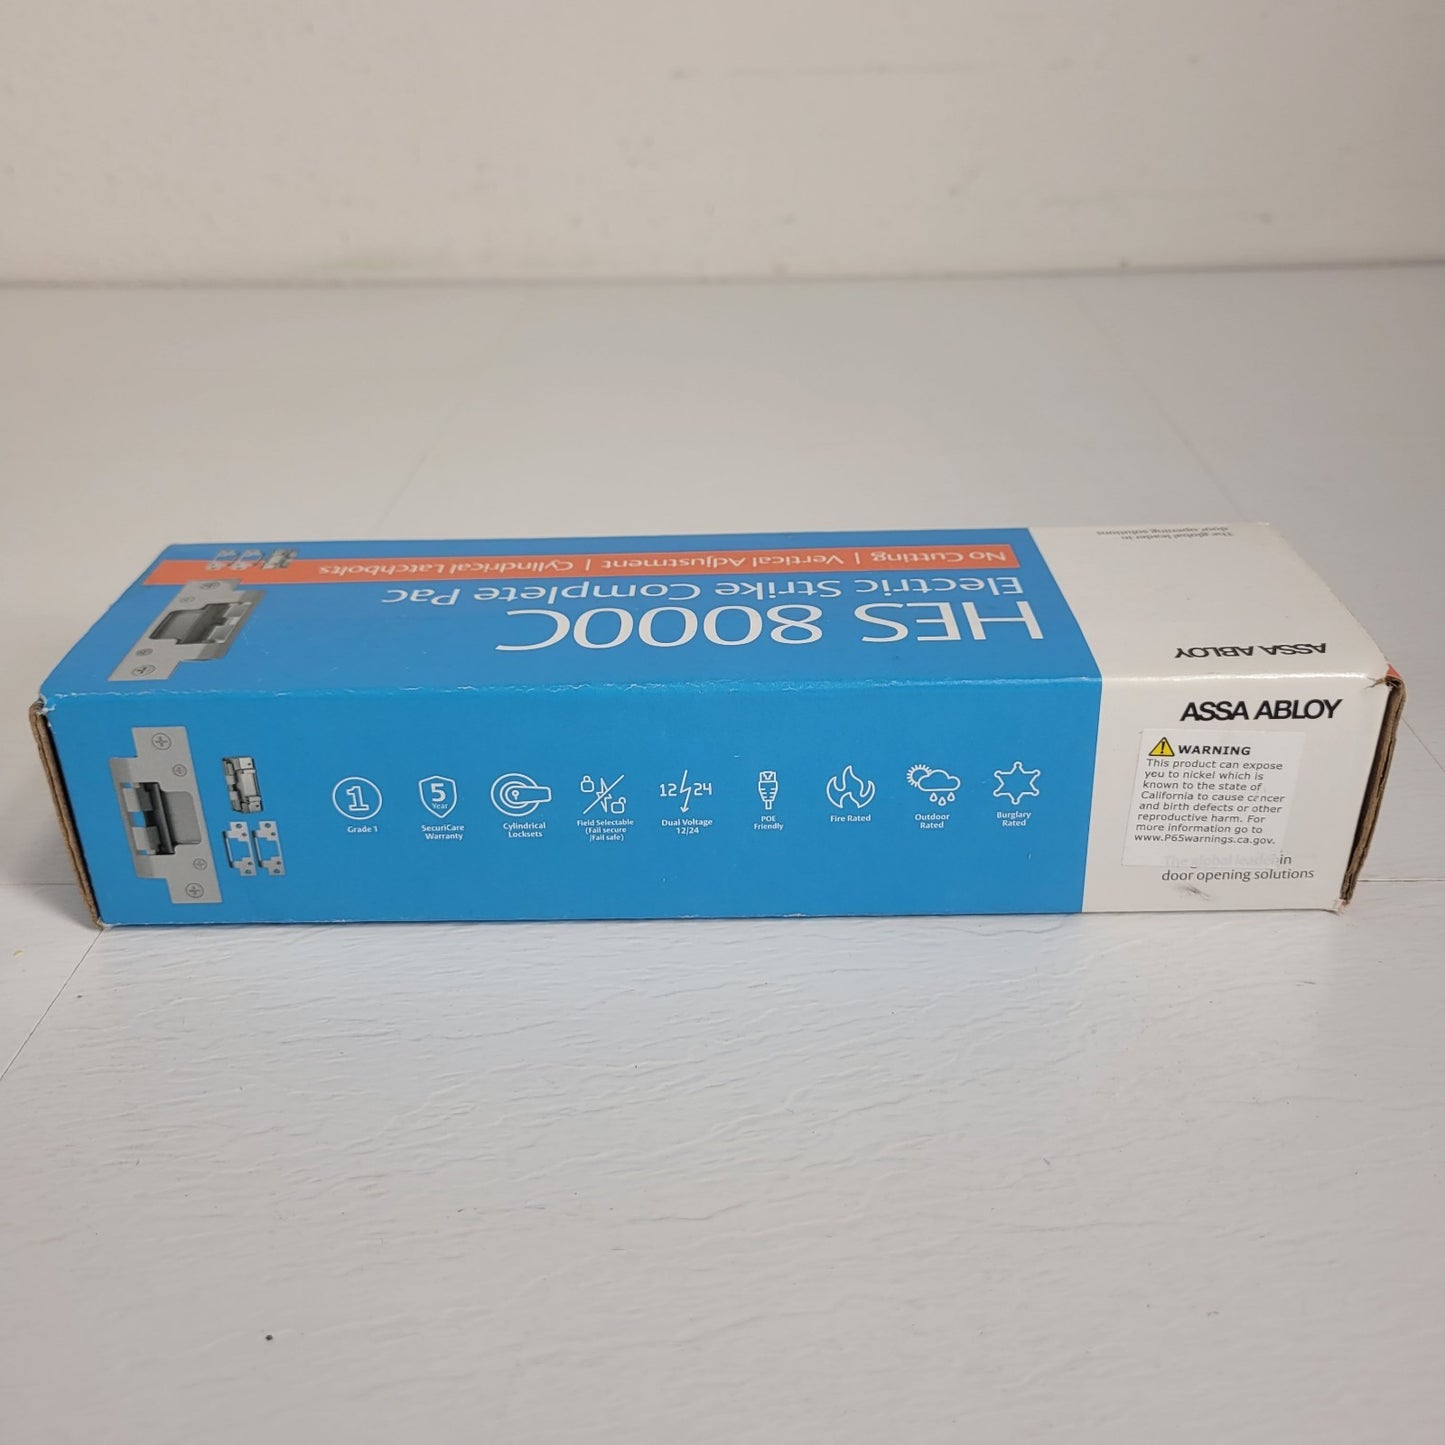 The global leader in
door opening solutions
ASSA ABLOY
HES 8000C
Electric Strike Complete Pac
No Cutting | Vertical Adjustment | Cylindrical Latchbolts
1
Grade 1
5
Year
SecuriCare
Warranty
Cylindrical
Locksets
Field Selectable
(Fail secure
/Fail safe)
12 24
Dual Voltage
12/24
POE
Friendly
Fire Rated
Outdoor
Rated
Burglary
Rated
ASSA ABLOY
WARNING
This product can expose
you to nickel which is
known to the state of
California to cause cancer
and birth defects or other
reproductive harm. For
more information go to
www.P65warnings.ca.gov.
The global leader in
door opening solutions